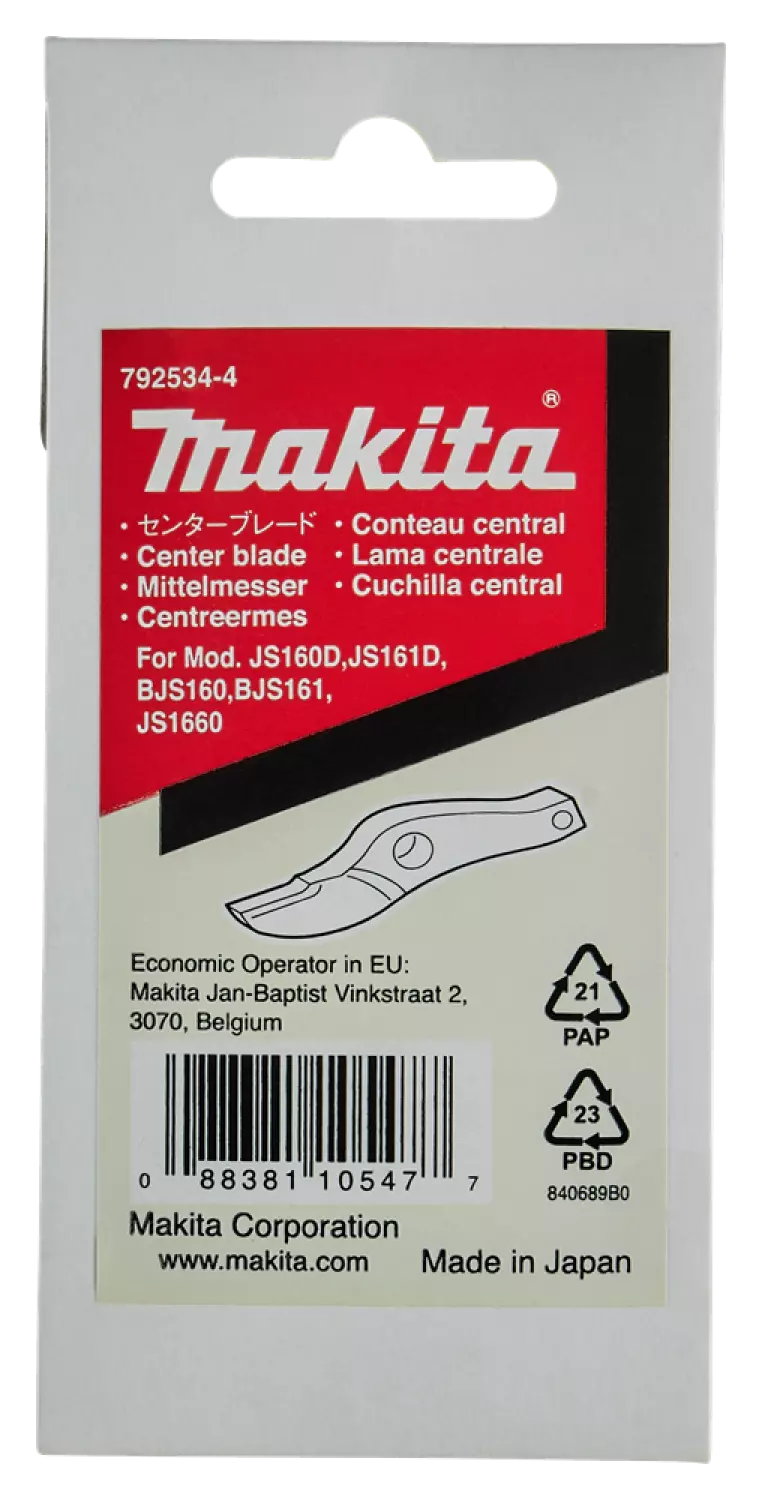 792534-4
makita®
・センターブレード ・Conteau central
・Center blade ・Lama centrale
・Mittelmesser ・Cuchilla central
・Centreermes
For Mod. JS160D,JS161D,
BJS160,BJS161,
JS1660
Economic Operator in EU:
Makita Jan-Baptist Vinkstraat 2,
3070, Belgium
21
PAP
23
PBD
840689B0
0 88381 10547 7
Makita Corporation
www.makita.com
Made in Japan